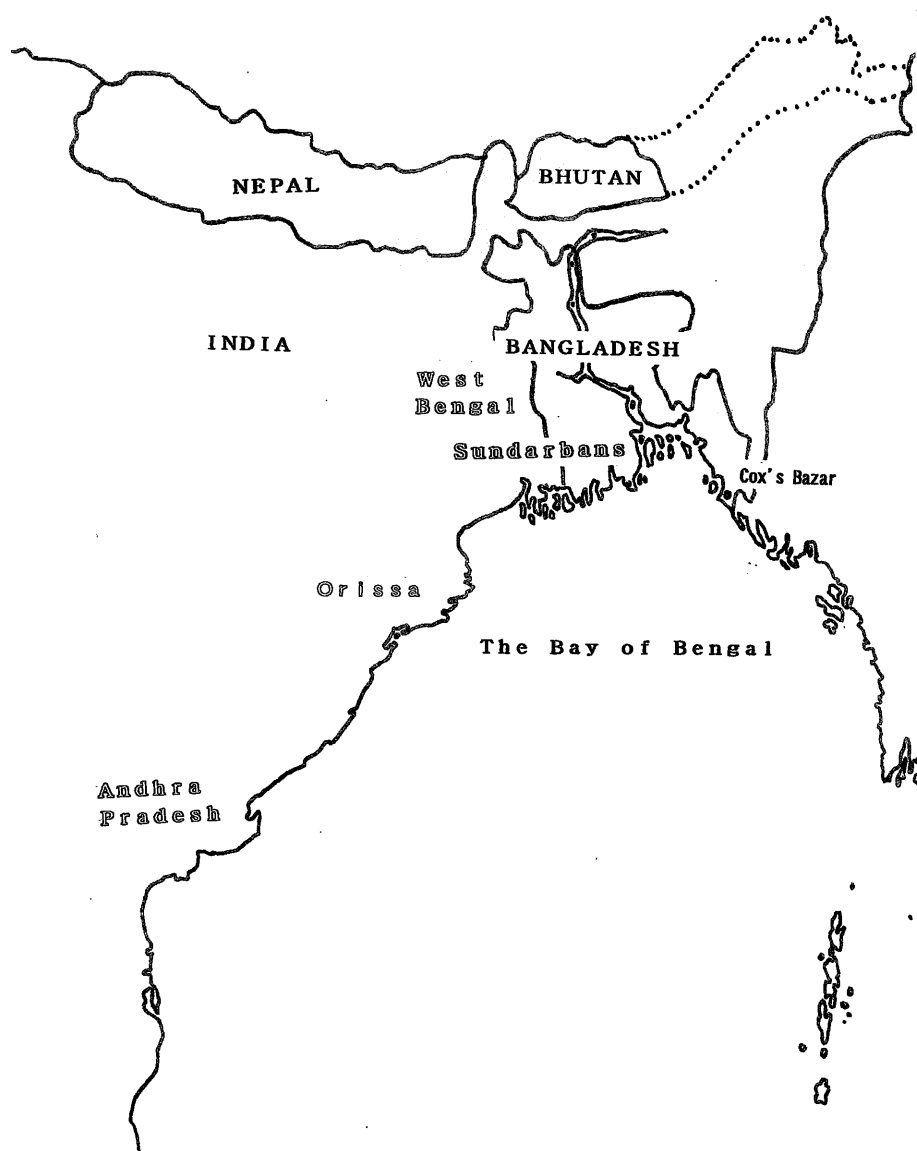 NEPAL
BHUTAN
INDIA
BANGLADESH
West
Bengal
Sundarbans
Cox's Bazar
Orissa
The Bay of Bengal
Andhra
Pradesh